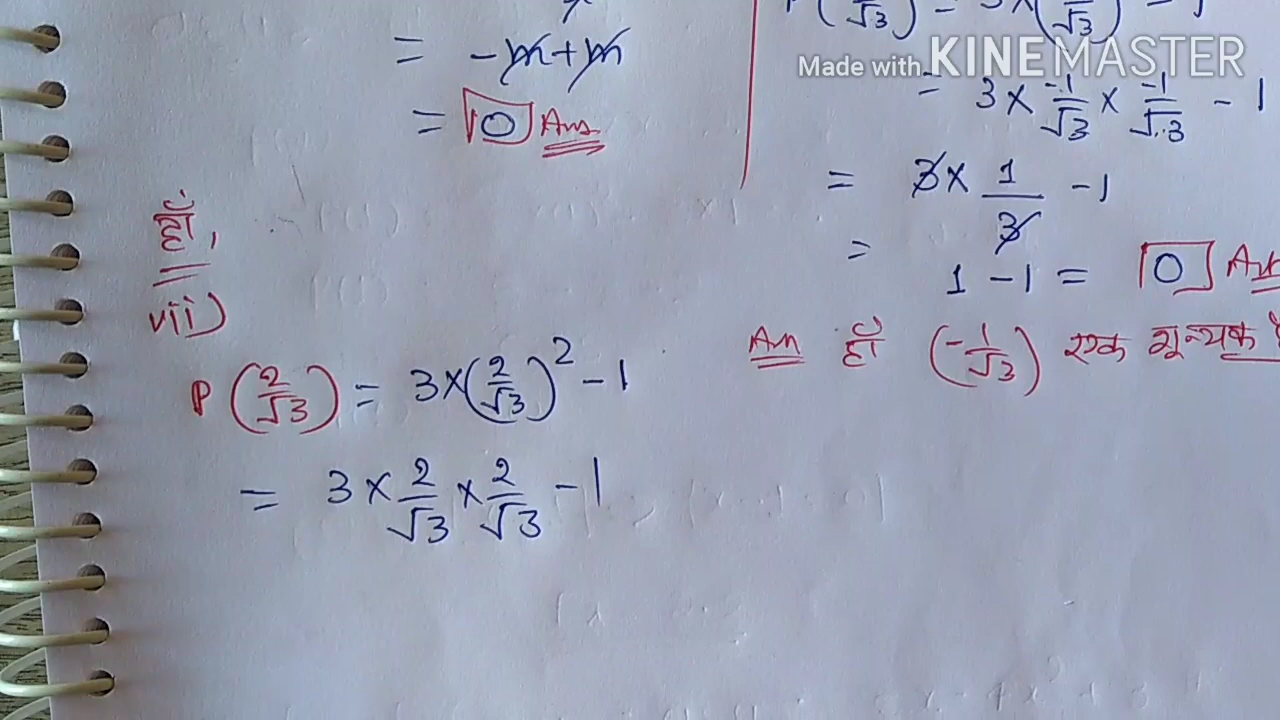 = -m + m
= 0 Ans
हाँ,
vii)
P(2/√3) = 3×(2/√3)² - 1
= 3 × 2/√3 × 2/√3 - 1
Made with KINEMASTER
= 3 × -1/√3 × -1/√3 - 1
= 3 × 1/3 - 1
=
1 - 1 = 0 Ans
Ans हाँ (-1/√3) एक शून्यक है